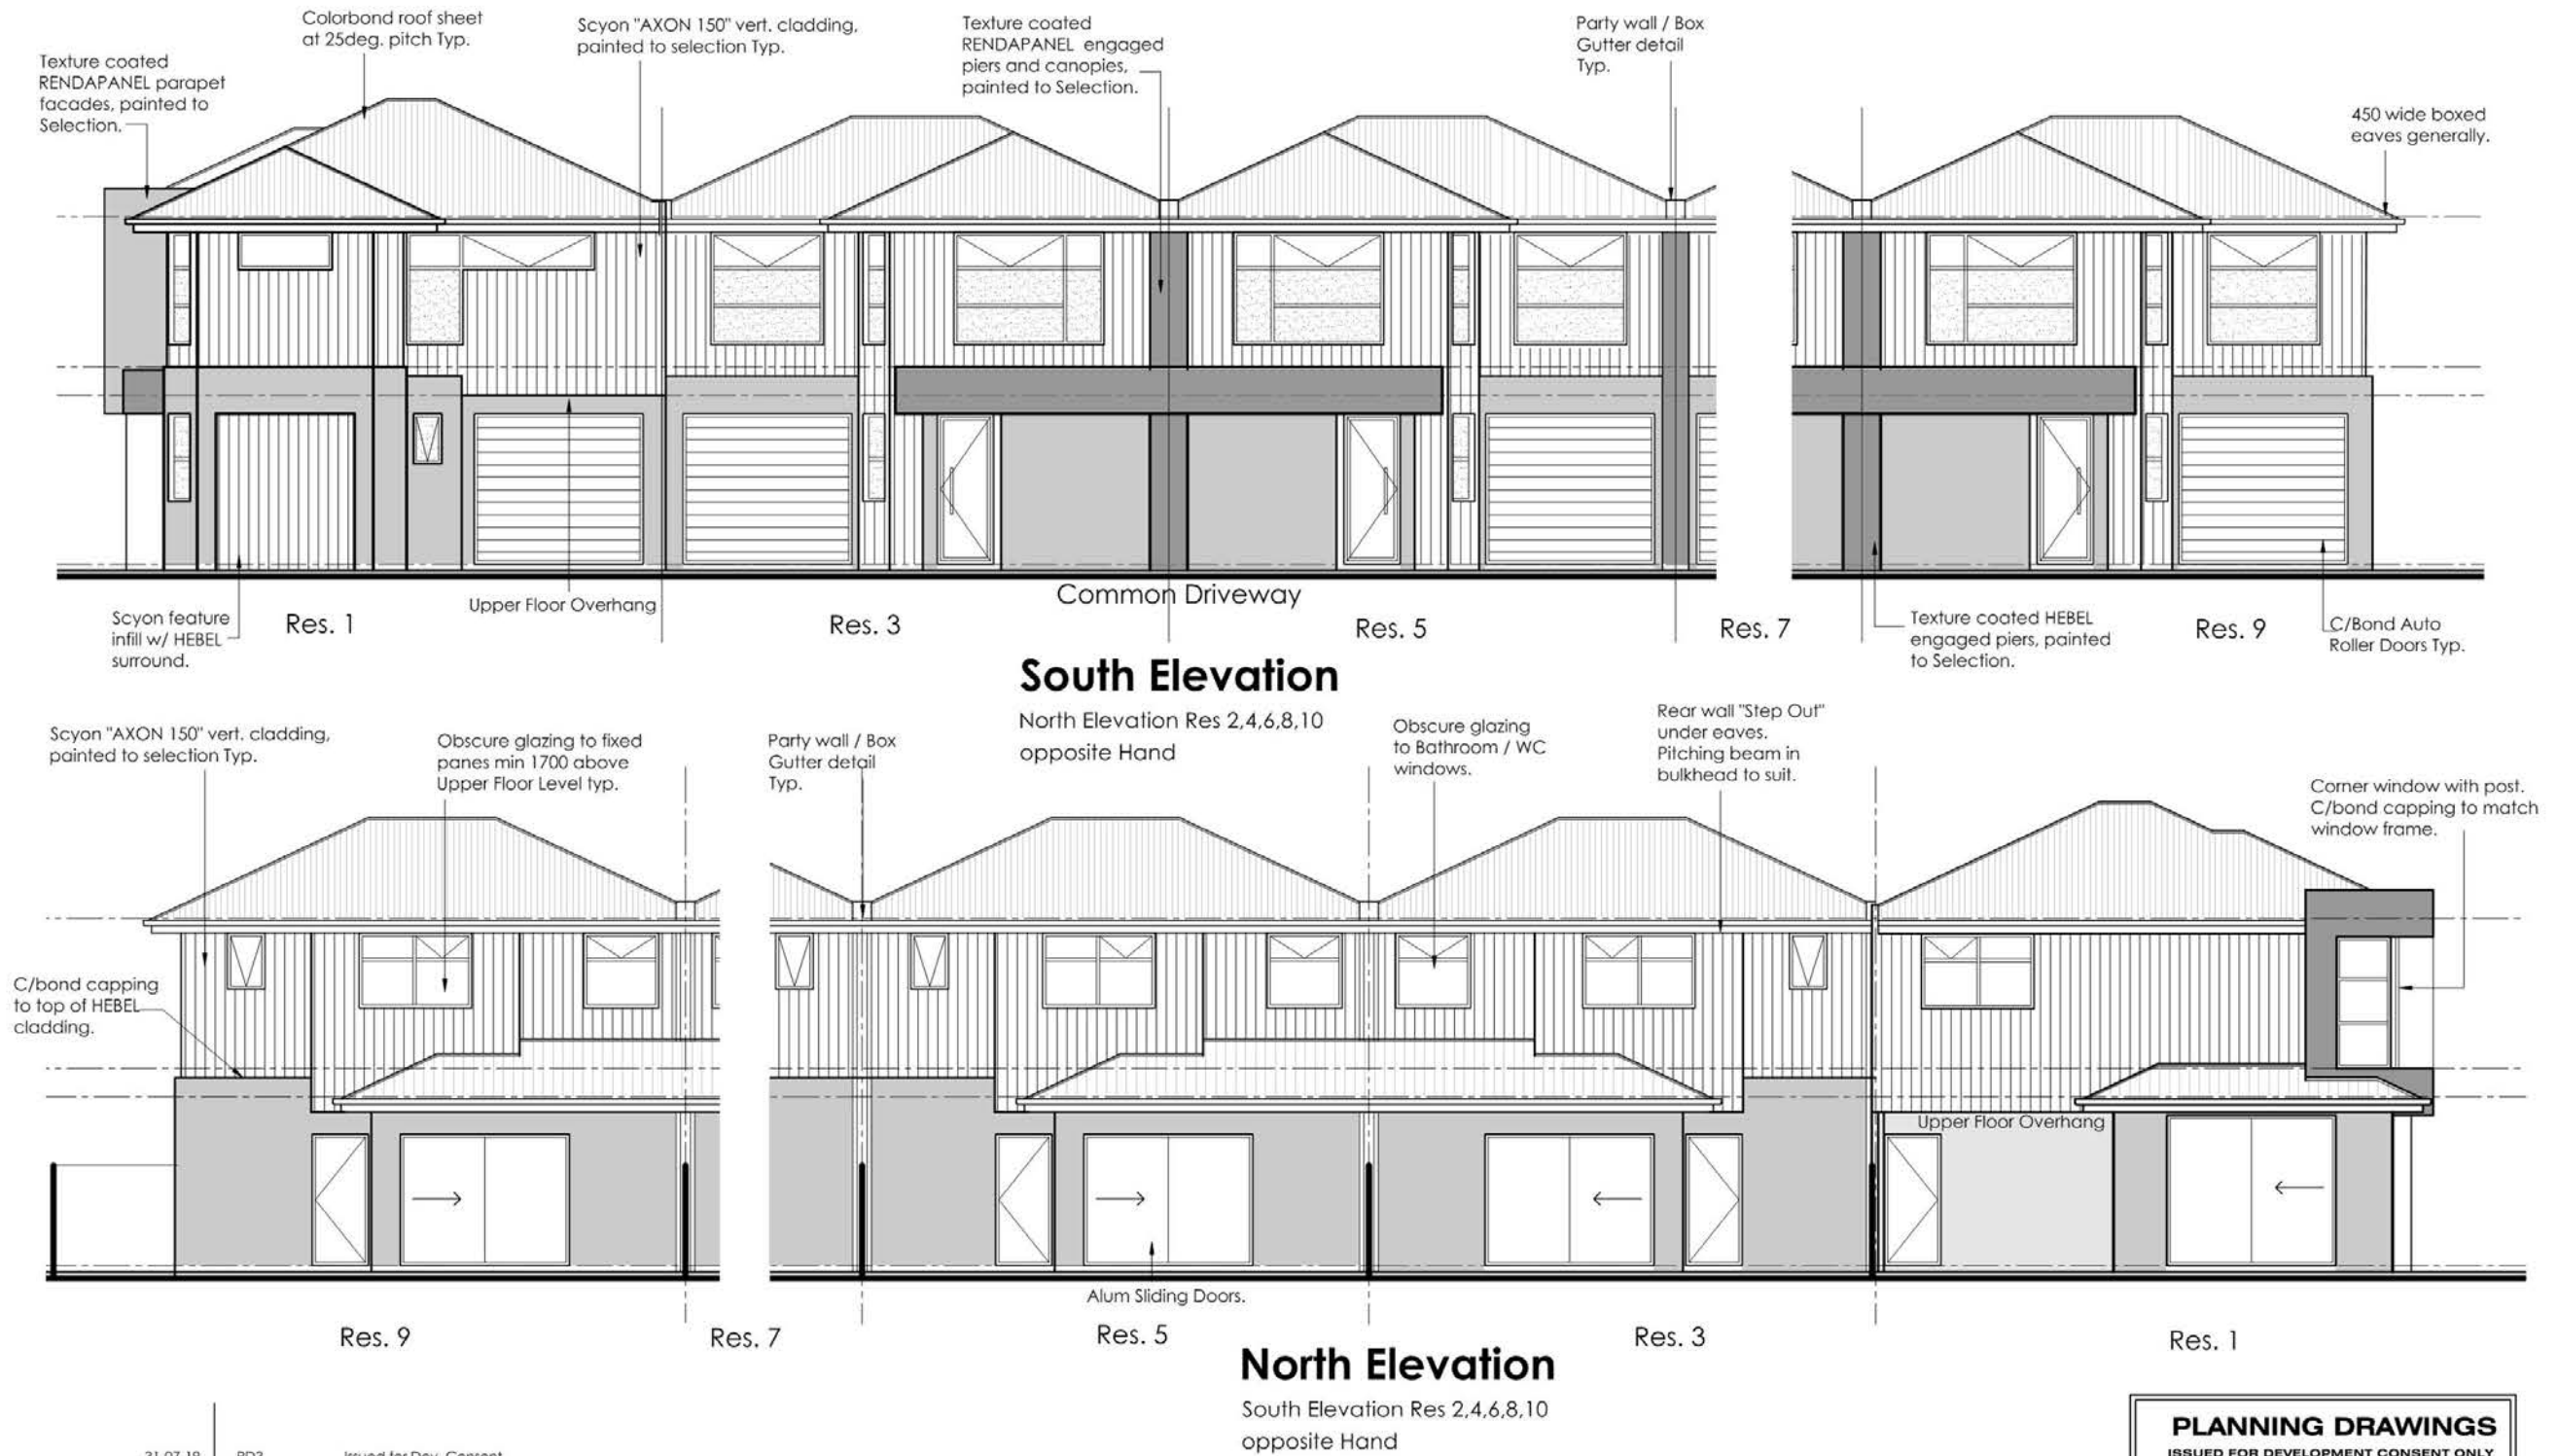 Colorbond roof sheet
at 25deg. pitch Typ.
Scyon "AXON 150" vert. cladding,
painted to selection Typ.
Texture coated
RENDAPANEL engaged
piers and canopies,
painted to Selection.
Party wall / Box
Gutter detail
Typ.
Texture coated
RENDAPANEL parapet
facades, painted to
Selection.
450 wide boxed
eaves generally.
Scyon feature
infill w/ HEBEL
surround.
Res. 1
Upper Floor Overhang
Res. 3
Common Driveway
Res. 5
Res. 7
Texture coated HEBEL
engaged piers, painted
to Selection.
Res. 9
C/Bond Auto
Roller Doors Typ.
South Elevation
North Elevation Res 2,4,6,8,10
opposite Hand
Scyon "AXON 150" vert. cladding,
painted to selection Typ.
Obscure glazing to fixed
panes min 1700 above
Upper Floor Level typ.
Party wall / Box
Gutter detail
Typ.
Obscure glazing
to Bathroom / WC
windows.
Rear wall "Step Out"
under eaves.
Pitching beam in
bulkhead to suit.
Corner window with post.
C/bond capping to match
window frame.
C/bond capping
to top of HEBEL
cladding.
Upper Floor Overhang
Alum Sliding Doors.
Res. 9
Res. 7
Res. 5
Res. 3
Res. 1
North Elevation
South Elevation Res 2,4,6,8,10
opposite Hand
PLANNING DRAWINGS
ISSUED FOR DEVELOPMENT CONSENT ONLY
31-07-19 PD3 Issued for Dev. Consent